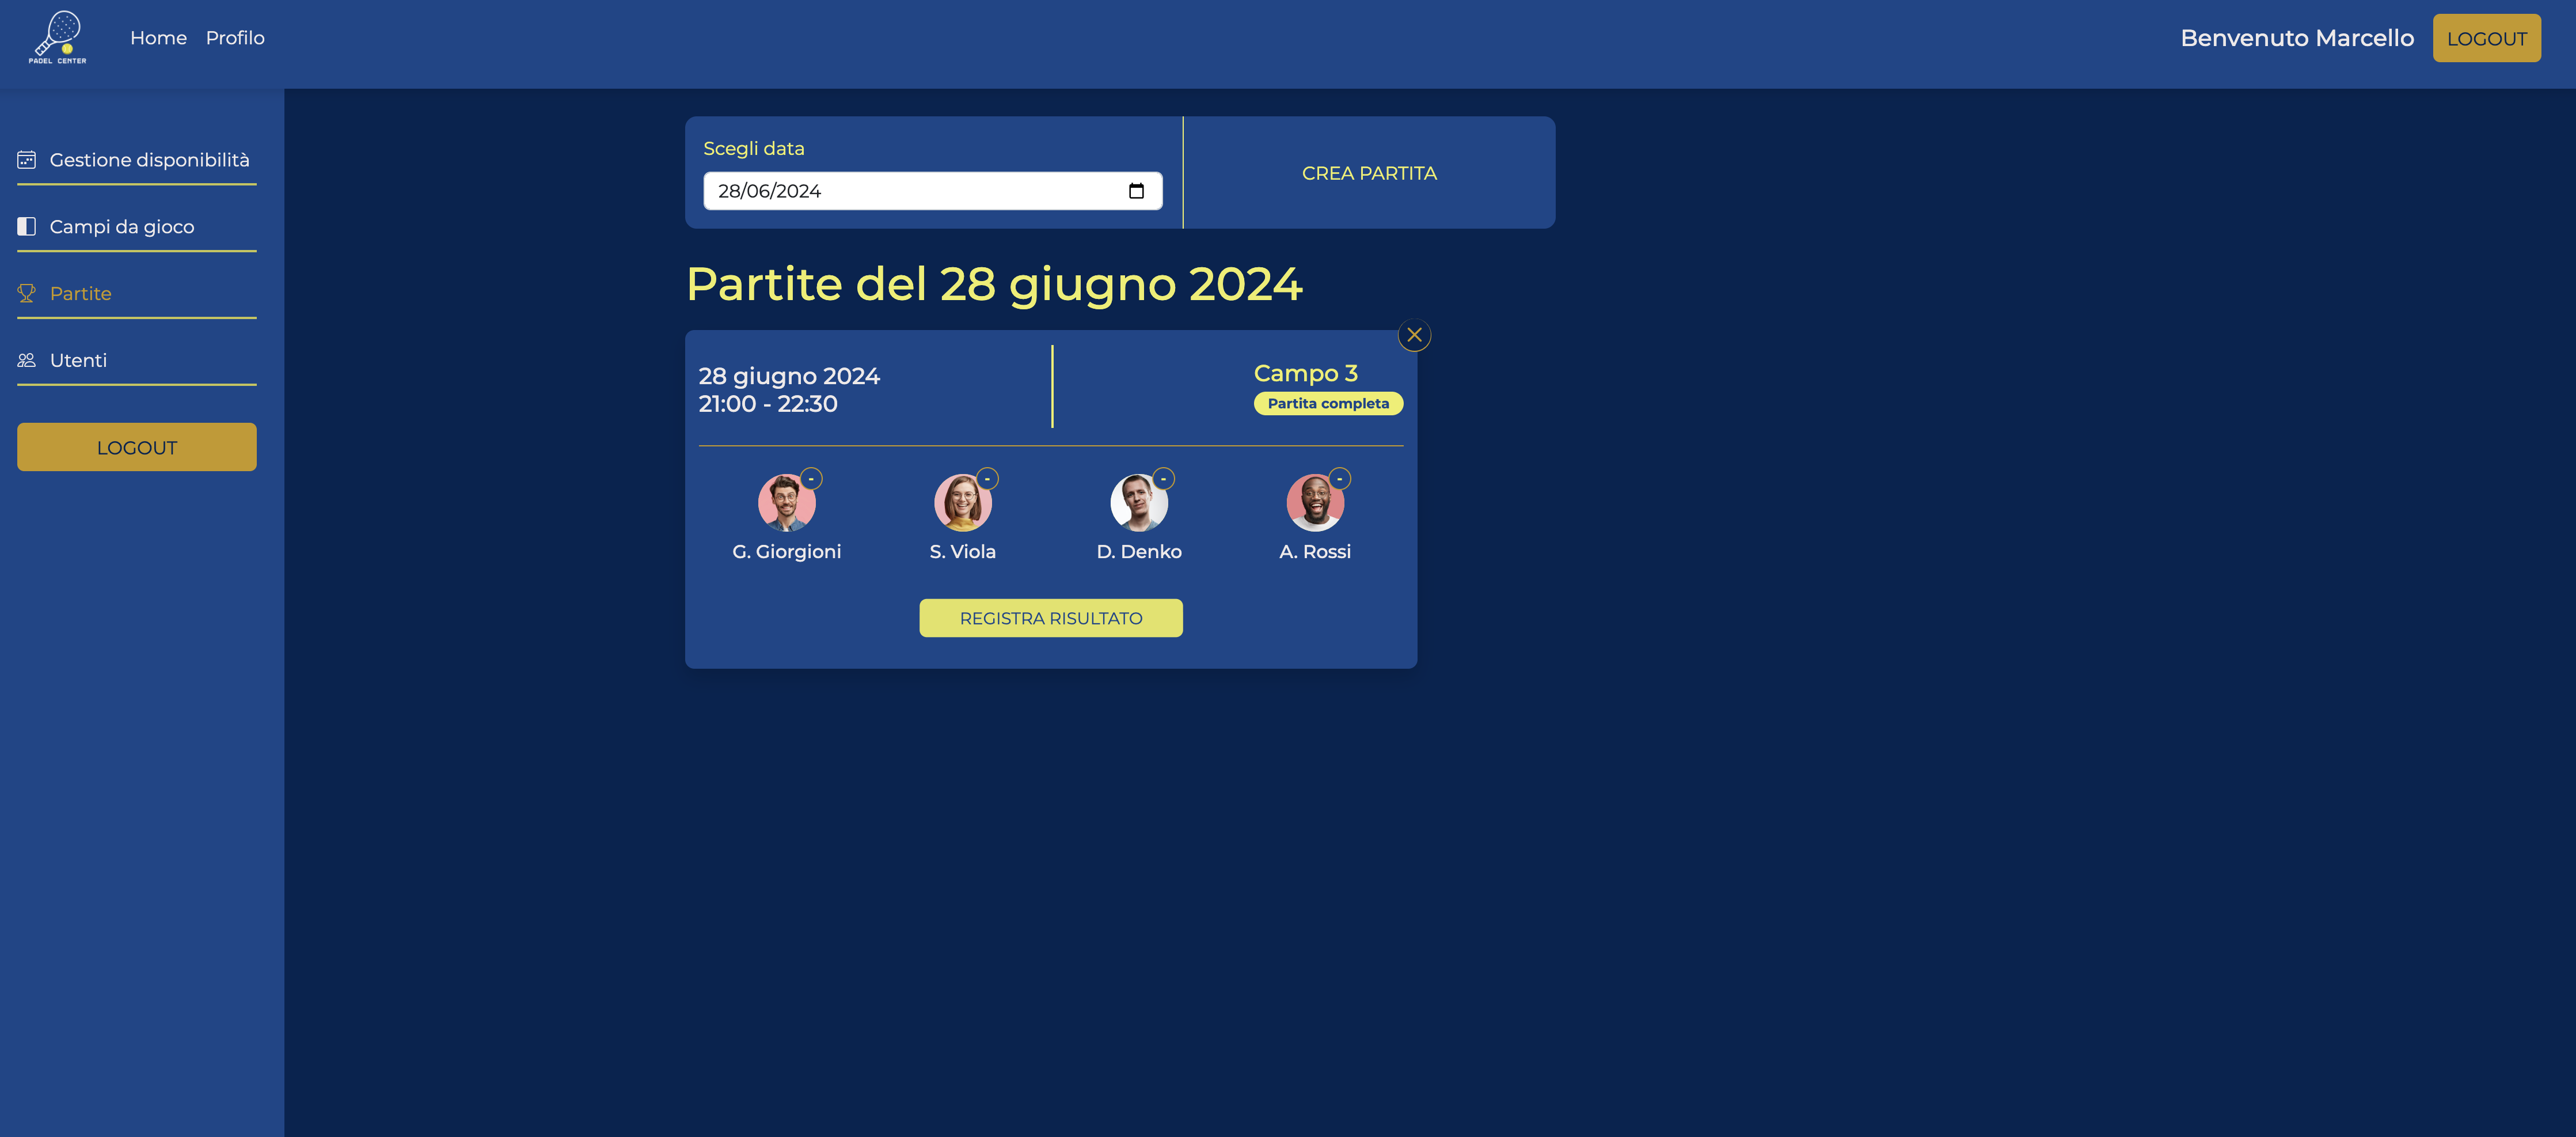 PADEL CENTER
Home
Profilo
Benvenuto Marcello
LOGOUT
Gestione disponibilità
Campi da gioco
Partite
Utenti
LOGOUT
Scegli data
28/06/2024
CREA PARTITA
Partite del 28 giugno 2024
28 giugno 2024
21:00 - 22:30
Campo 3
Partita completa
-
-
-
-
G. Giorgioni
S. Viola
D. Denko
A. Rossi
REGISTRA RISULTATO